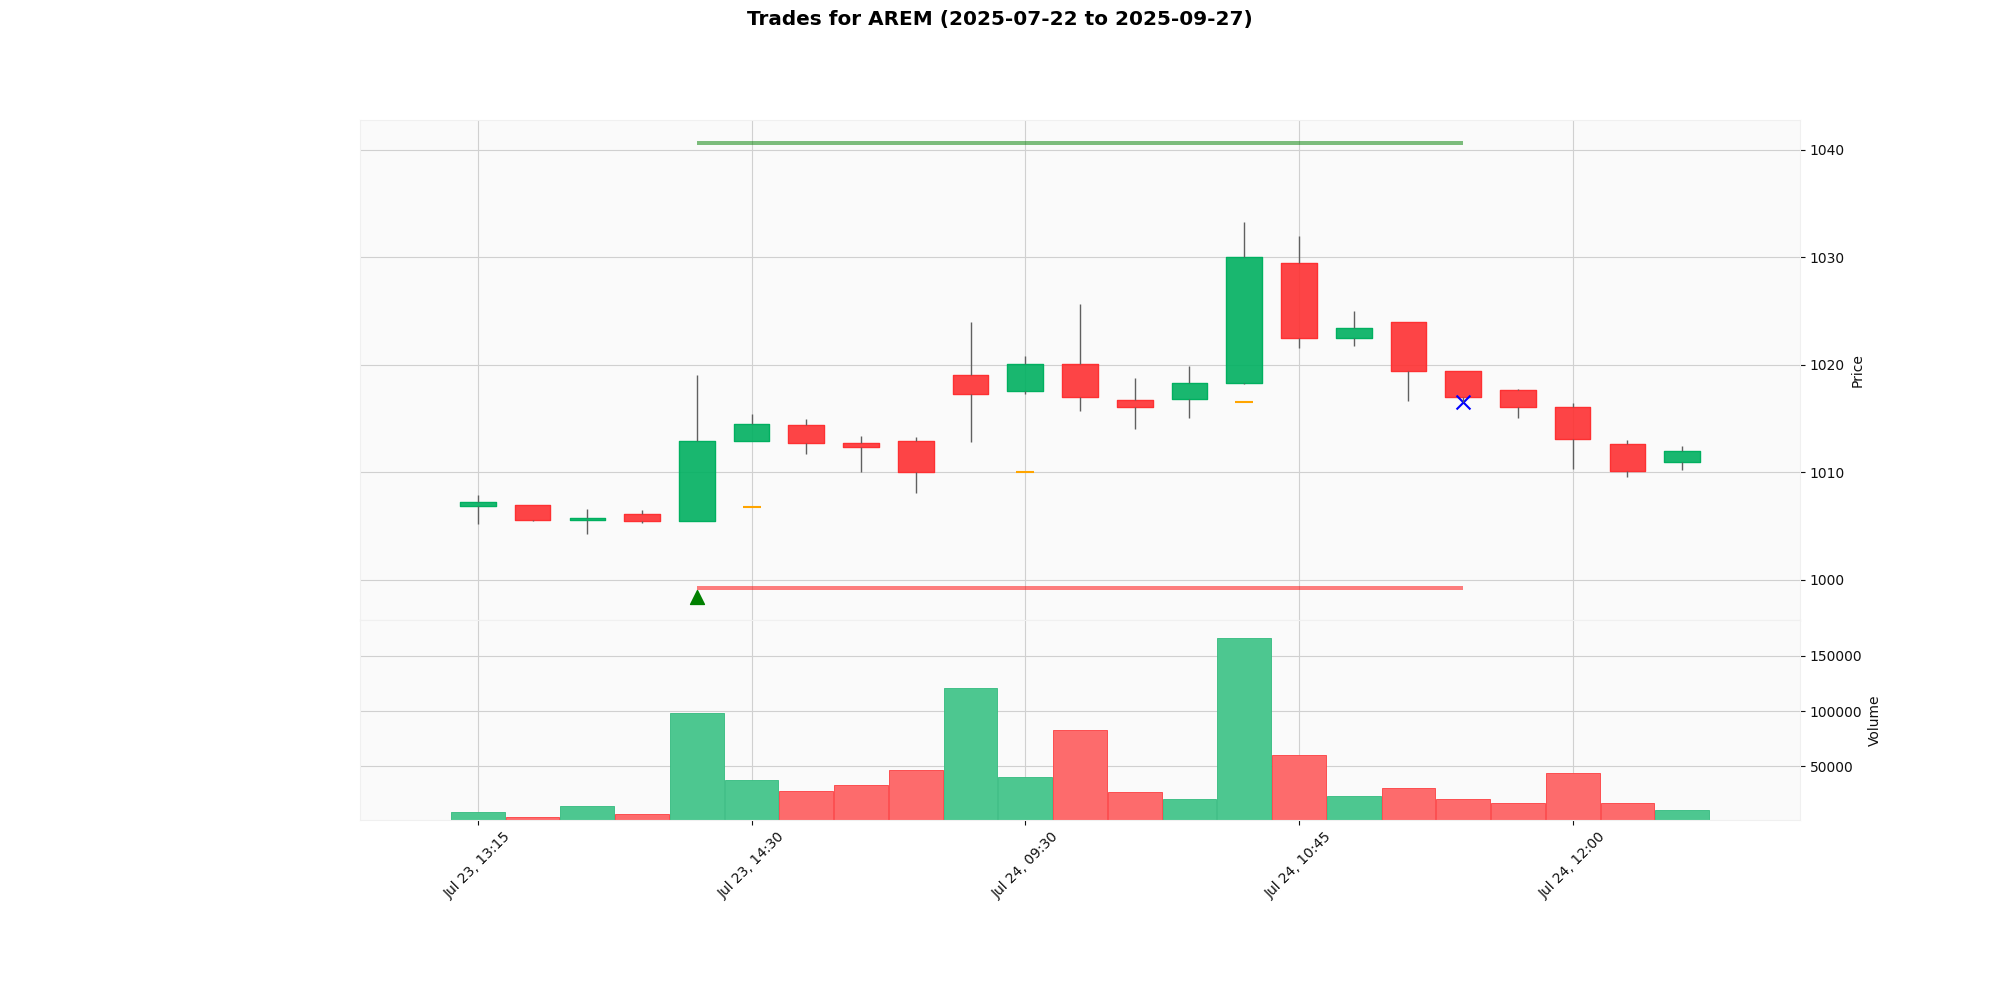 Trades for AREM (2025-07-22 to 2025-09-27)
1040
1030
1020
1010
1000
Price
150000
100000
50000
Volume
Jul 23, 13:15
Jul 23, 14:30
Jul 24, 09:30
Jul 24, 10:45
Jul 24, 12:00